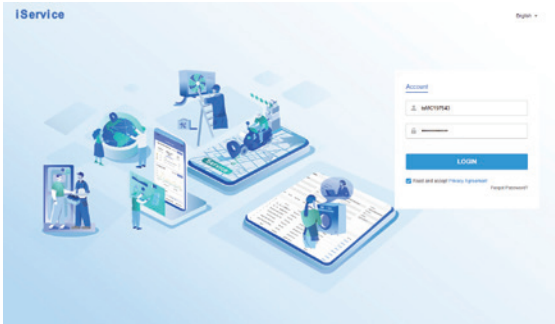 iService
English
Account
LOGIN
Read and accept Privacy Agreement
Forgot Password?